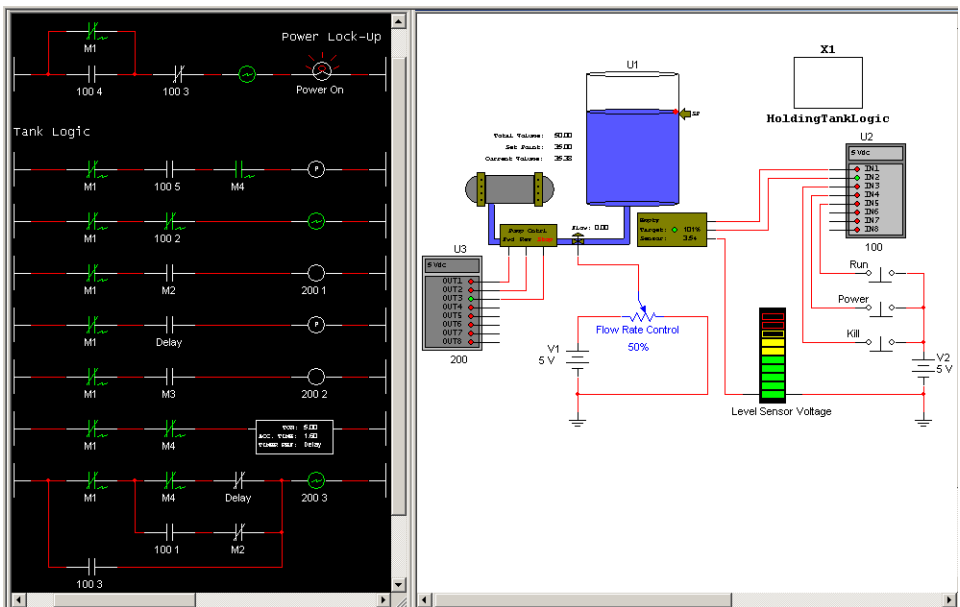 Power Lock-Up
M1
100 4
100 3
Power On
Tank Logic
M1
100 5
M4
P
M1
100 2
M1
M2
200 1
M1
Delay
P
M1
M3
200 2
M1
M4
TON: 5.00
ACC. TIME: 1.60
TIMER REF: Delay
M1
M4
Delay
200 3
100 1
M2
100 3
U1
SP
Total Volume: 50.00
Set Point: 35.00
Current Volume: 35.38
X1
HoldingTankLogic
U2
5 Vdc
IN1
IN2
IN3
IN4
IN5
IN6
IN7
IN8
100
Empty
Target: 101%
Sensor:
Flow: 0.00
Fwd Rev Stop
U3
5 Vdc
OUT1
OUT2
OUT3
OUT4
OUT5
OUT6
OUT7
OUT8
200
Flow Rate Control
50%
V1
5 V
Run
Power
Kill
V2
5 V
Level Sensor Voltage